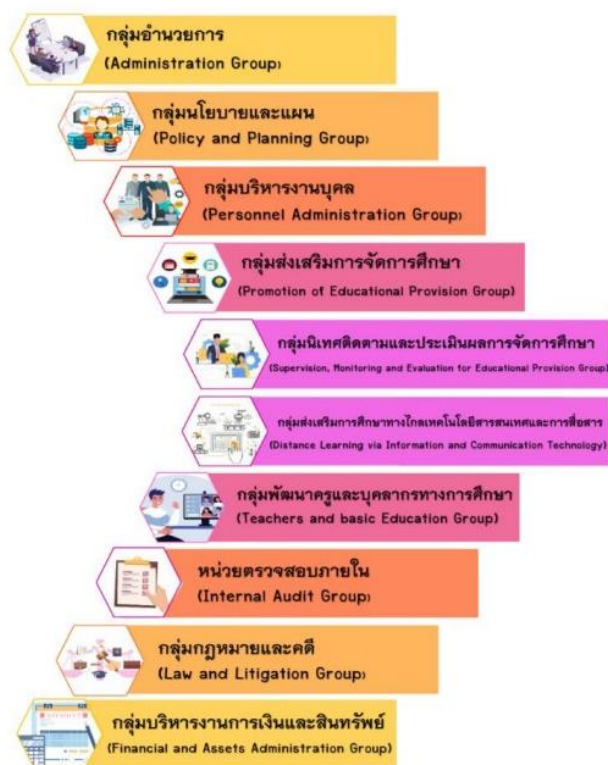 กลุ่มอำนวยการ
(Administration Group)
กลุ่มนโยบายและแผน
(Policy and Planning Group)
กลุ่มบริหารงานบุคล
(Personnel Administration Group)
กลุ่มส่งเสริมการจัดการศึกษา
(Promotion of Educational Provision Group)
กลุ่มนิเทศติดตามและประเมินผลการจัดการศึกษา
(Supervision, Monitoring and Evaluation for Educational Provision Group)
กลุ่มส่งเสริมการศึกษาทางไกลเทคโนโลยีสารสนเทศและการสื่อสาร
(Distance Learning via Information and Communication Technology)
กลุ่มพัฒนาครูและบุคลากรทางการศึกษา
(Teachers and basic Education Group)
หน่วยตรวจสอบภายใน
(Internal Audit Group)
กลุ่มกฎหมายและคดี
(Law and Litigation Group)
กลุ่มบริหารงานการเงินและสินทรัพย์
(Financial and Assets Administration Group)